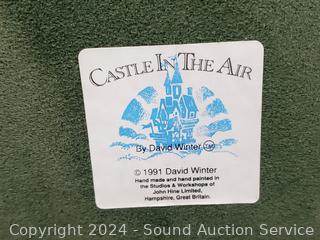 CASTLE IN THE AIR
By David Winter
© 1991 David Winter
Hand made and hand painted in
the Studios & Workshops of
John Hine Limited,
Hampshire, Great Britain.
Copyright © 2024 - Sound Auction Service